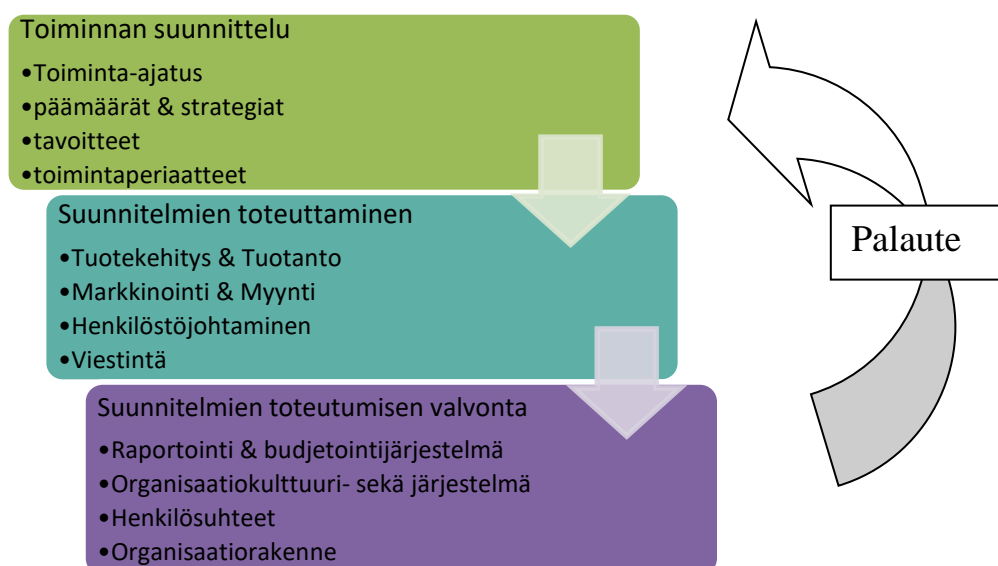 Toiminnan suunnittelu
•Toiminta-ajatus
•päämäärät & strategiat
•tavoitteet
•toimintaperiaatteet
Suunnitelmien toteuttaminen
•Tuotekehitys & Tuotanto
•Markkinointi & Myynti
•Henkilöstöjohtaminen
•Viestintä
Suunnitelmien toteutumisen valvonta
•Raportointi & budjetointijärjestelmä
•Organisaatiokulttuuri- sekä järjestelmä
•Henkilösuhteet
•Organisaatiorakenne
Palaute